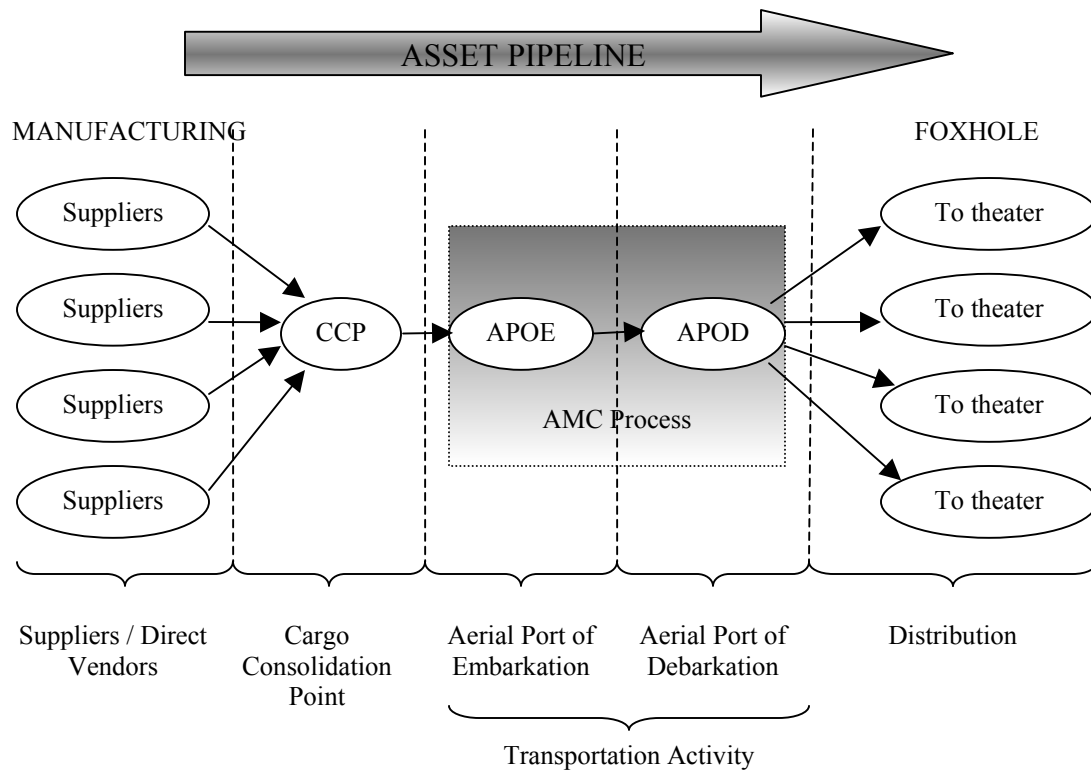 ASSET PIPELINE
MANUFACTURING
FOXHOLE
Suppliers
To theater
Suppliers
To theater
CCP
APOE
APOD
Suppliers
To theater
AMC Process
Suppliers
To theater
Suppliers / Direct
Vendors
Cargo
Consolidation
Point
Aerial Port of
Embarkation
Aerial Port of
Debarkation
Distribution
Transportation Activity